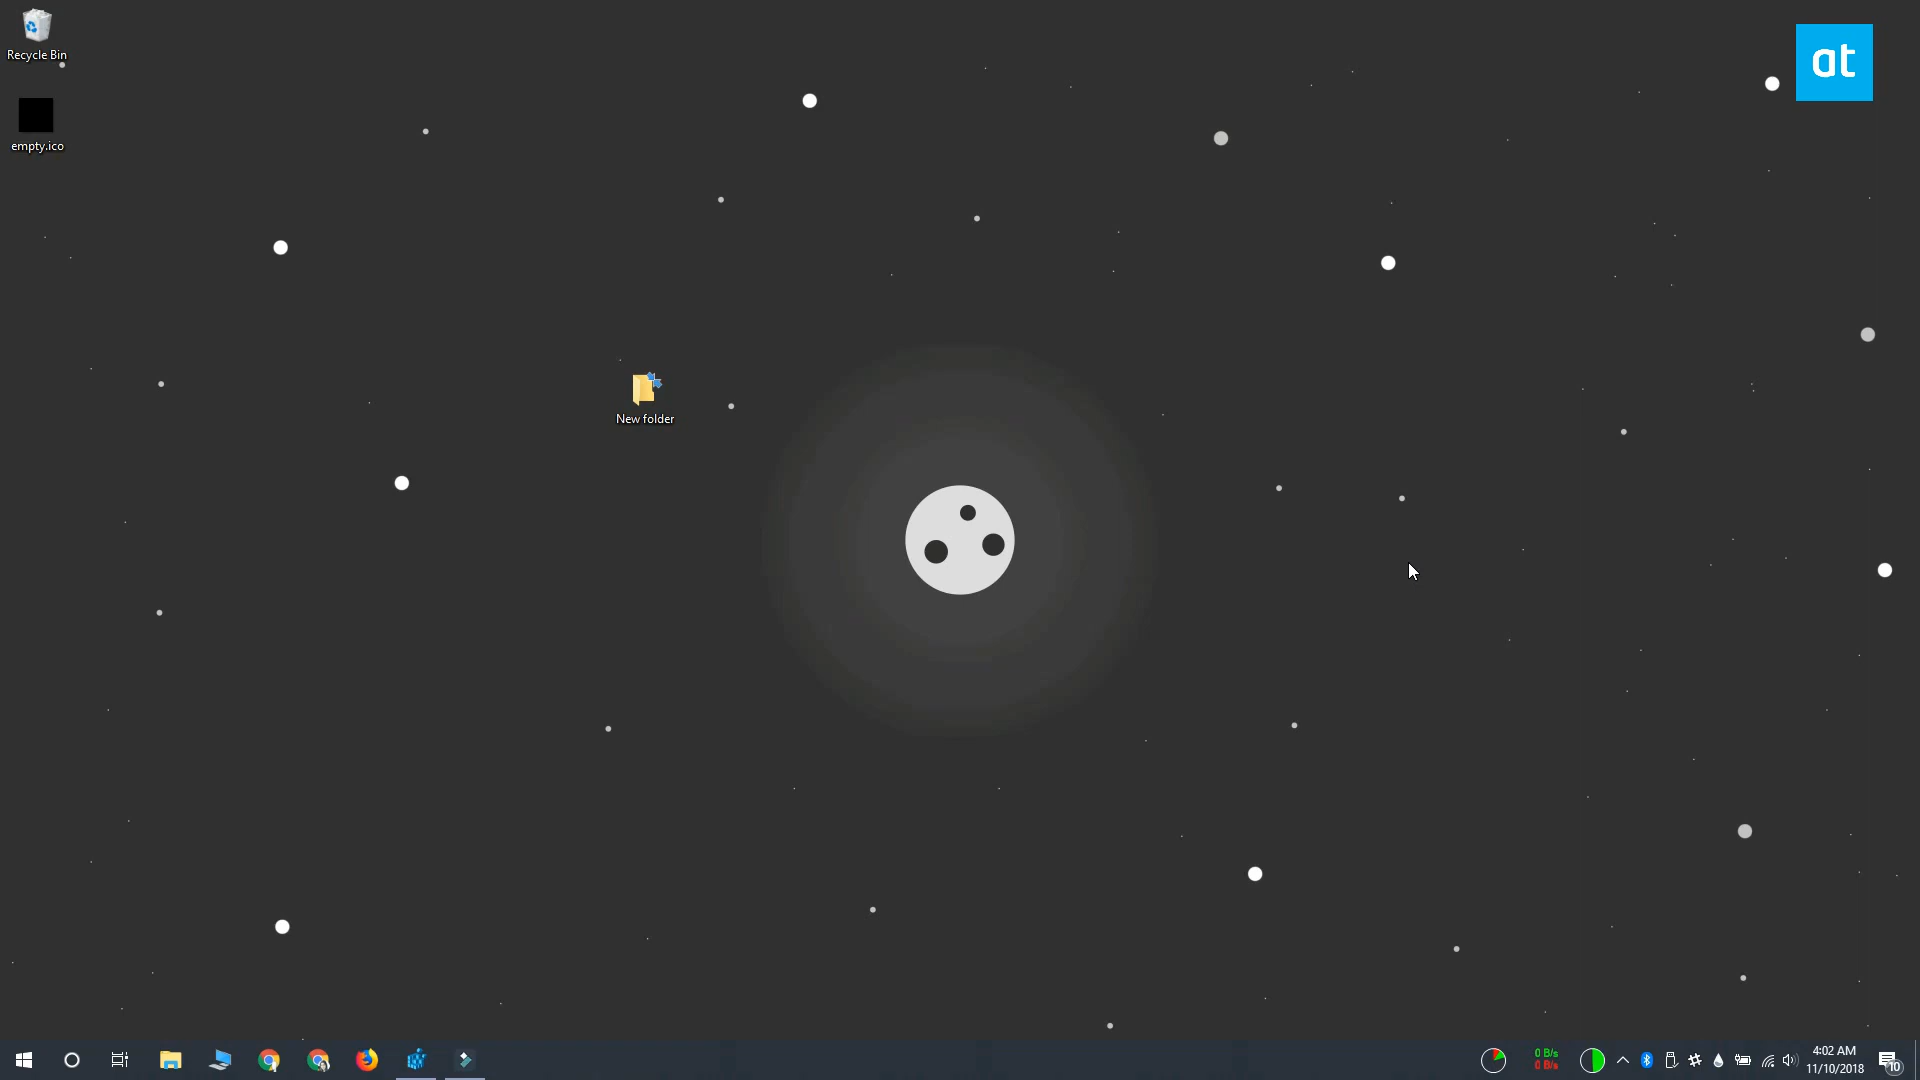 Recycle Bin
at
empty.ico
New folder
0 B/s
0 B/s
4:02 AM
11/10/2018
10